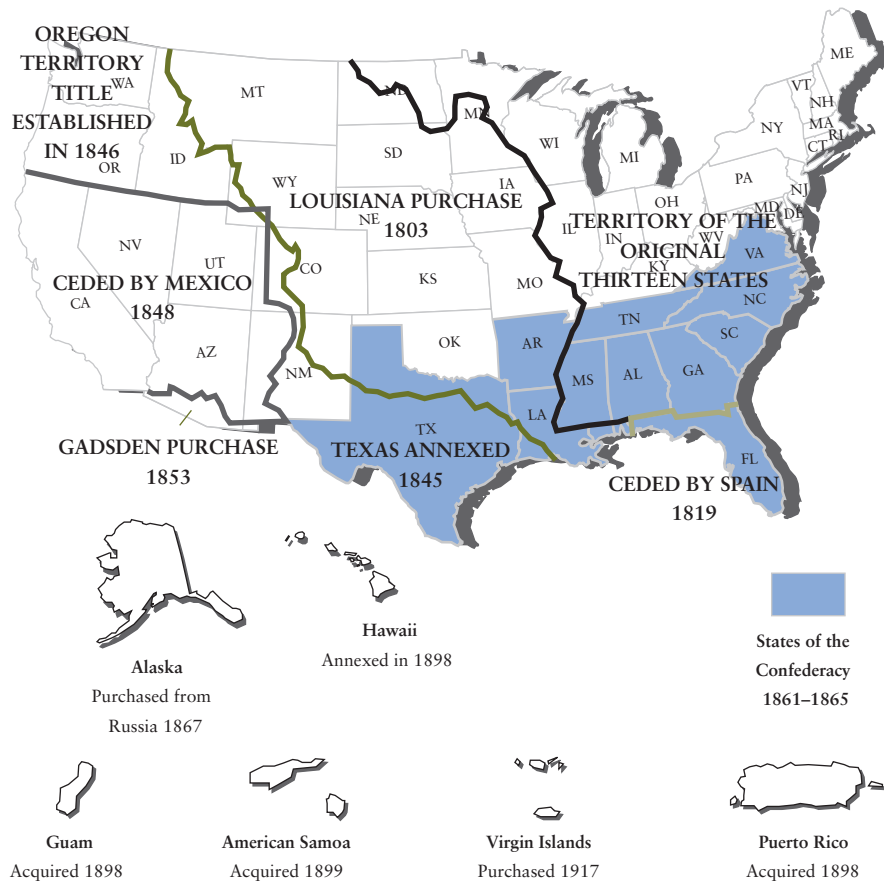 OREGON
TERRITORY
TITLE
ESTABLISHED
IN 1846
WA
OR
ID
MT
WY
ND
SD
MN
WI
MI
IA
NE
LOUISIANA PURCHASE
1803
ME
VT
NH
MA
RI
CT
NY
PA
NJ
MD
DE
OH
IN
IL
WV
KY
VA
TERRITORY OF THE
ORIGINAL
THIRTEEN STATES
NV
UT
CA
CEDED BY MEXICO
1848
CO
KS
MO
AZ
NM
OK
AR
TN
NC
SC
MS
AL
GA
LA
TX
FL
GADSDEN PURCHASE
1853
TEXAS ANNEXED
1845
CEDED BY SPAIN
1819
Alaska
Purchased from
Russia 1867
Hawaii
Annexed in 1898
States of the
Confederacy
1861–1865
Guam
Acquired 1898
American Samoa
Acquired 1899
Virgin Islands
Purchased 1917
Puerto Rico
Acquired 1898